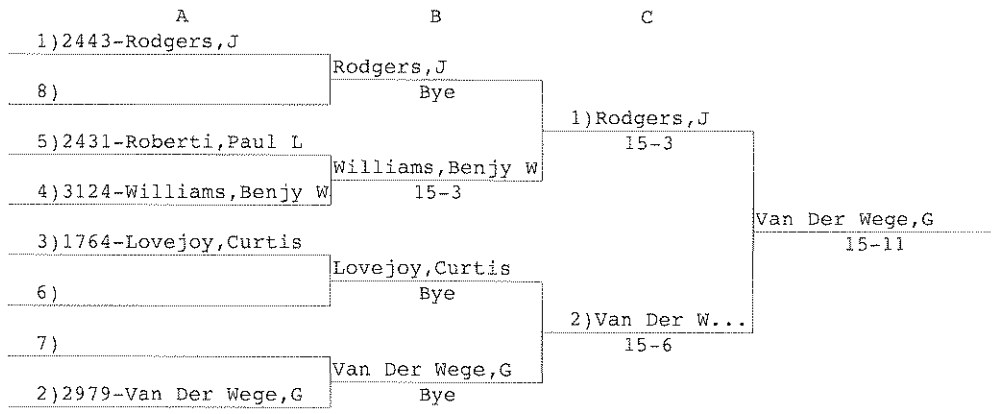 A B C
1)2443-Rodgers,J
Rodgers,J
Bye
8)
1)Rodgers,J
15-3
5)2431-Roberti,Paul L
Williams,Benjy W
15-3
4)3124-Williams,Benjy W
Van Der Wege,G
15-11
3)1764-Lovejoy,Curtis
Lovejoy,Curtis
Bye
6)
2)Van Der W...
15-6
7)
Van Der Wege,G
Bye
2)2979-Van Der Wege,G